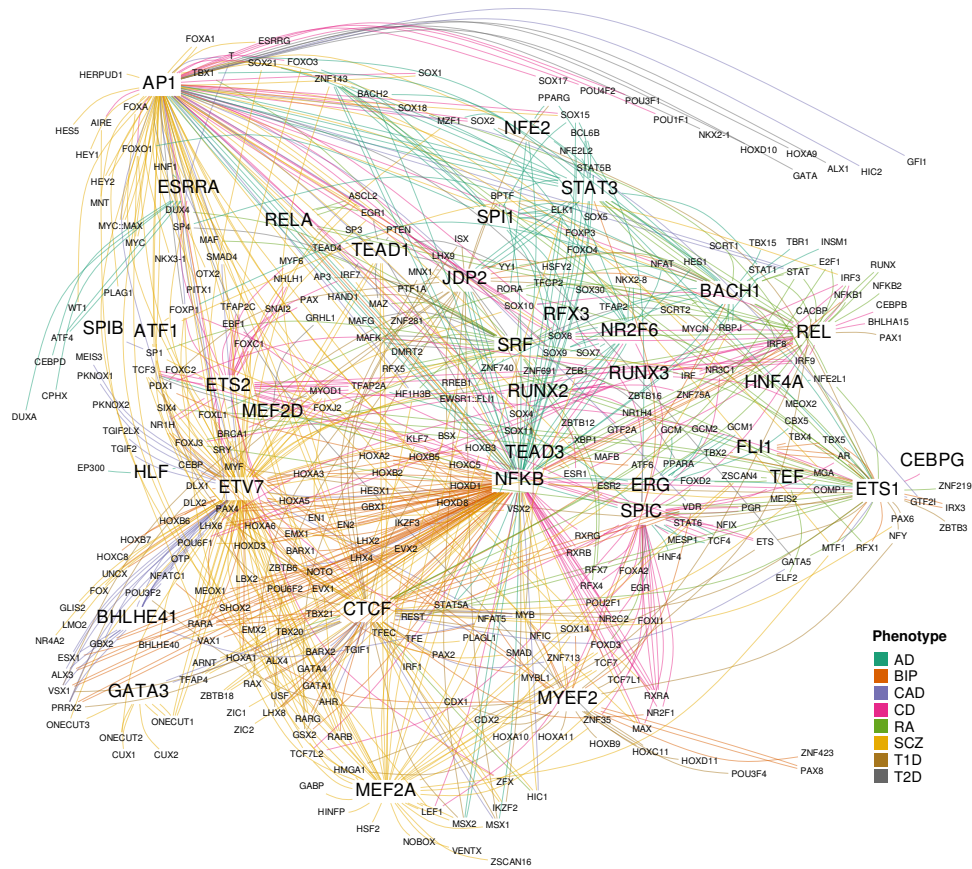 FOXA1
ESRRG
T
SOX21
FOXO3
HERPUD1
AP1
TBX1
ZNF143
SOX1
SOX17
BACH2
POU4F2
PPARG
POU3F1
FOXA
SOX18
SOX15
MZF1
SOX2
NFE2
POU1F1
HES5
AIRE
BCL6B
NKX2-1
HEY1
FOXO1
NFE2L2
HOXD10
HOXA9
GFI1
HNF1
STAT5B
ALX1
HIC2
GATA
HEY2
ESRRA
STAT3
MNT
ASCL2
BPTF
DUX4
RELA
EGR1
SPI1
ELK1
SOX5
MYC::MAX
SP4
SP3
PTEN
FOXP3
MYC
MAF
TEAD4
TEAD1
ISX
FOXO4
SCRT1
TBX15
TBR1
INSM1
NKX3-1
SMAD4
MYF6
LHX9
HSFY2
NFAT
HES1
E2F1
OTX2
NHLH1
AP3
IRF7
MNX1
JDP2
YY1
TFCP2
NKX2-8
STAT1
STAT
RUNX
PLAG1
PITX1
PAX
HAND1
PTF1A
RORA
SOX30
BACH1
IRF3
NFKB2
WT1
FOXP1
TFAP2C
SNAI2
MAZ
SOX10
TFAP2
NFKB1
CEBPB
SPIB
ATF1
EBF1
GRHL1
MAFG
ZNF281
RFX3
SCRT2
CACBP
BHLHA15
ATF4
FOXC1
MAFK
SRF
SOX8
NR2F6
MYCN
RBPJ
REL
PAX1
CEBPD
MEIS3
SP1
DMRT2
SOX9
SOX7
IRF6
TCF3
FOXC2
RFX5
ZNF740
ZNF691
ZEB1
RUNX3
IRF
NR3C1
IRF9
PKNOX1
PDX1
ETS2
MYOD1
TFAP2A
HF1H3B
RREB1
RUNX2
ZBTB16
ZNF75A
HNF4A
NFE2L1
CPHX
PKNOX2
SIX4
MEF2D
FOXJ2
EWSR1::FLI1
MEOX2
DUXA
TGIF2LX
NR1H
FOXL1
SOX4
ZBTB12
NR1H4
CBX5
TGIF2
FOXJ3
BRCA1
KLF7
BSX
SOX11
GTF2A
GCM
GCM2
GCM1
TBX4
TBX5
SRY
HOXA2
HOXB5
HOXB3
TEAD3
XBP1
TBX2
FLI1
AR
EP300
HLF
CEBP
MYF
HOXA3
HOXB2
HOXC5
MAFB
ATF6
PPARA
CEBPG
DLX1
ETV7
HESX1
HOXD1
NFKB
ESR1
ESR2
ERG
FOXD2
ZSCAN4
TEF
MGA
COMP1
ETS1
ZNF219
DLX2
HOXA5
GBX1
HOXD8
VSX2
SPIC
VDR
PGR
MEIS2
GTF2I
IRX3
PAX4
EN1
IKZF3
STAT6
NFIX
PAX6
ZBTB3
HOXB6
LHX6
HOXA6
EN2
RXRG
NFY
HOXB7
POU6F1
HOXD3
EMX1
LHX2
EVX2
RXRB
MESP1
TCF4
ETS
MTF1
RFX1
HOXC8
OTP
BARX1
LHX4
HNF4
GATA5
UNCX
NFATC1
LBX2
ZBTB6
NOTO
RFX7
FOXA2
ELF2
FOX
POU3F2
MEOX1
POU6F2
EVX1
RFX4
EGR
GLIS2
SHOX2
TBX21
CTCF
STAT5A
POU2F1
LMO2
BHLHE41
RARA
EMX2
TBX20
REST
NFAT5
MYB
NR2C2
FOXI1
NR4A2
GBX2
BHLHE40
VAX1
TFEC
TFE
PLAGL1
NFIC
SOX14
FOXD3
ESX1
ARNT
HOXA1
ALX4
BARX2
TGIF1
PAX2
SMAD
ZNF713
TCF7
ALX3
TFAP4
GATA4
IRF1
MYBL1
TCF7L1
VSX1
GATA3
ZBTB18
RAX
USF
GATA1
CDX1
MYEF2
RXRA
PRRX2
ZIC1
LHX8
AHR
CDX2
ZNF35
NR2F1
ONECUT3
ONECUT1
ZIC2
RARG
GSX2
RARB
HOXA10
HOXA11
MAX
ONECUT2
TCF7L2
HOXB9
HOXC11
CUX1
CUX2
HMGA1
HOXD11
ZNF423
GABP
MEF2A
ZFX
POU3F4
PAX8
HINFP
LEF1
IKZF2
HIC1
HSF2
MSX2
MSX1
NOBOX
VENTX
ZSCAN16
Phenotype
AD
BIP
CAD
CD
RA
SCZ
T1D
T2D